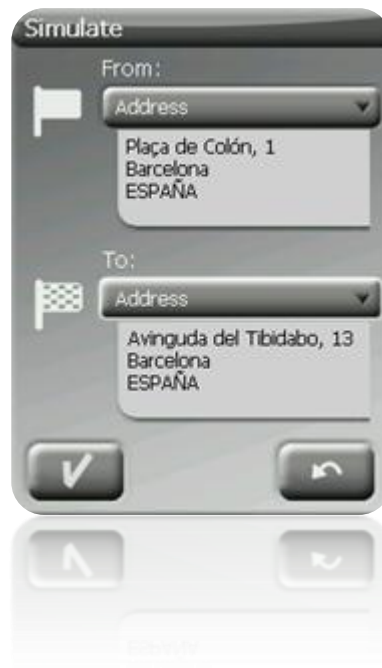 Simulate
From:
Address
Plaça de Colón, 1
Barcelona
ESPAÑA
To:
Address
Avinguda del Tibidabo, 13
Barcelona
ESPAÑA